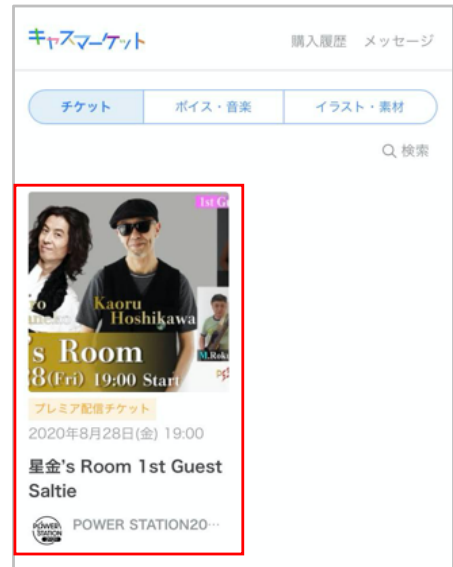 キャスマーケット
購入履歴 メッセージ
チケット ボイス・音楽 イラスト・素材
検索
1st Gu
Kaoru
Hoshikawa
's Room
8(Fri) 19:00 Start
プレミア配信チケット
2020年8月28日(金) 19:00
星金's Room 1st Guest
Saltie
POWER STATION20…
POWER
STATION